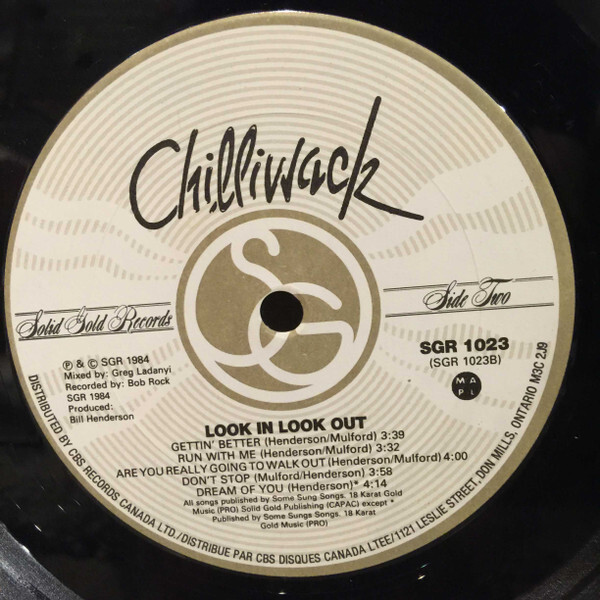 Chilliwack
SG
Solid Gold Records
Side Two
SGR 1023
(SGR 1023B)
M A
P L
℗ & © SGR 1984
Mixed by: Greg Ladanyi
Recorded by: Bob Rock
SGR 1984
Produced:
Bill Henderson
LOOK IN LOOK OUT
GETTIN' BETTER (Henderson/Mulford) 3:39
RUN WITH ME (Henderson/Mulford) 3:32
ARE YOU REALLY GOING TO WALK OUT (Henderson/Mulford) 4:00
DON'T STOP (Mulford/Henderson) 3:58
DREAM OF YOU (Henderson)* 4:14
All songs published by Some Sung Songs. 18 Karat Gold
Music (PRO) Solid Gold Publishing (CAPAC) except *
Published by Some Sungs Songs. 18 Karat
Gold Music (PRO)
DISTRIBUTED BY CBS RECORDS CANADA LTD./DISTRIBUE PAR CBS DISQUES CANADA LTEE/1121 LESLIE STREET, DON MILLS, ONTARIO M3C 2J9